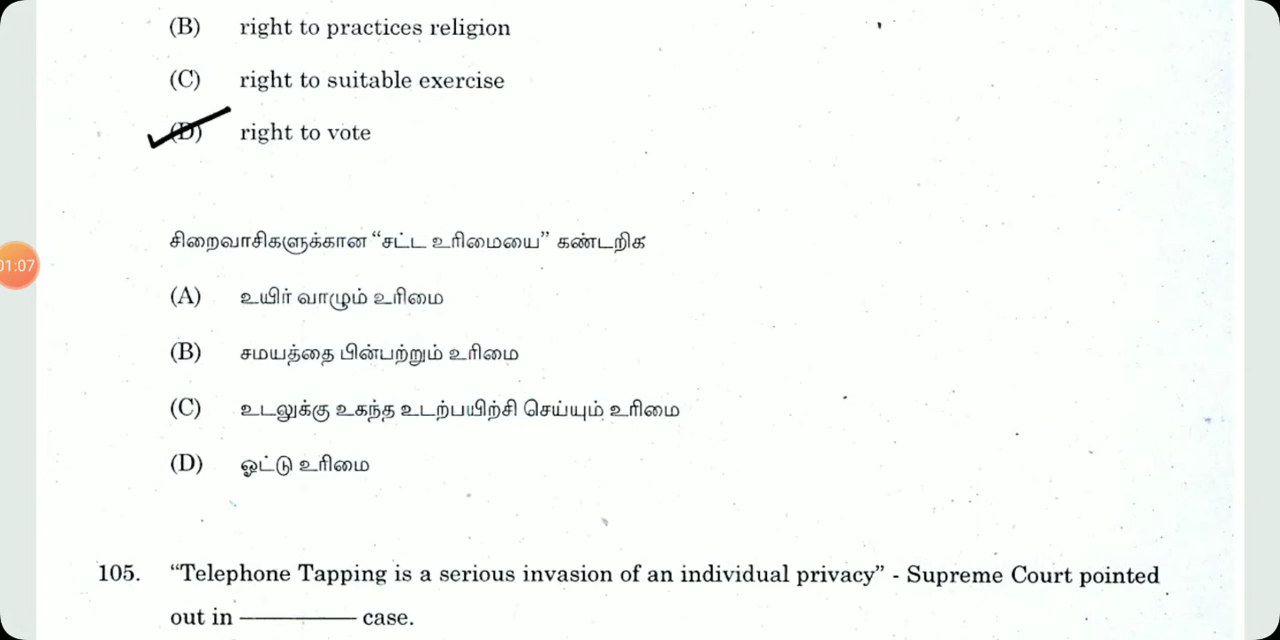 (B) right to practices religion
(C) right to suitable exercise
(D) right to vote
சிறைவாசிகளுக்கான “சட்ட உரிமையை” கண்டறிக
(A) உயிர் வாழும் உரிமை
(B) சமயத்தை பின்பற்றும் உரிமை
01:07
(C) உடலுக்கு உகந்த உடற்பயிற்சி செய்யும் உரிமை
(D) ஓட்டு உரிமை
105. “Telephone Tapping is a serious invasion of an individual privacy” - Supreme Court pointed
out in ———— case.